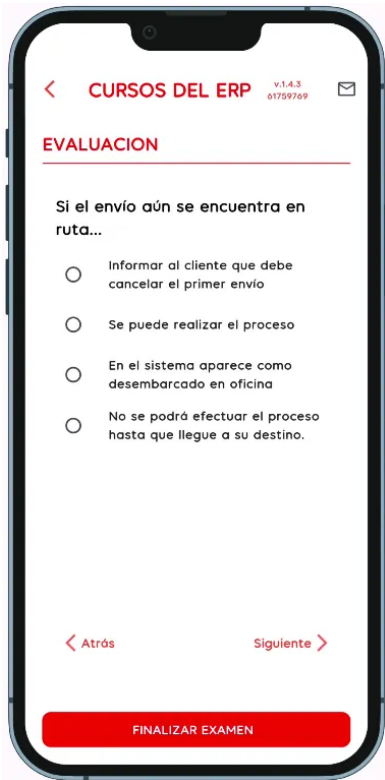 CURSOS DEL ERP
v.1.4.3
61759769
EVALUACION
Si el envío aún se encuentra en
ruta...
Informar al cliente que debe
cancelar el primer envío
Se puede realizar el proceso
En el sistema aparece como
desembarcado en oficina
No se podrá efectuar el proceso
hasta que llegue a su destino.
Atrás
Siguiente
FINALIZAR EXAMEN